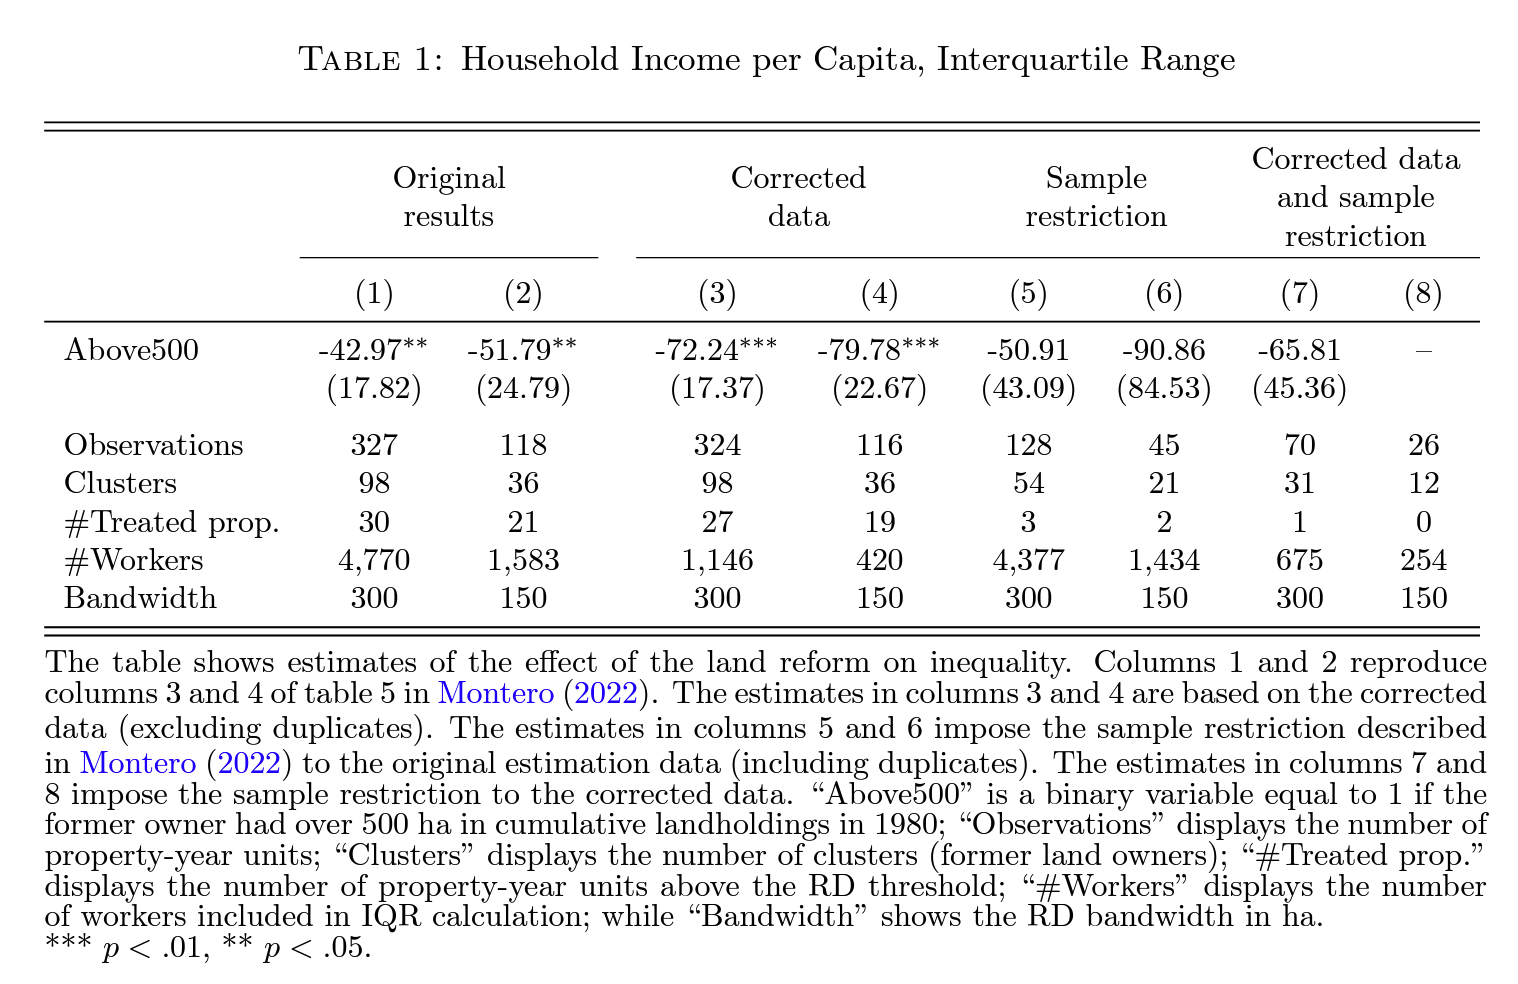 TABLE 1: Household Income per Capita, Interquartile Range
Original results
Corrected data
Sample restriction
Corrected data and sample restriction
(1) (2) (3) (4) (5) (6) (7) (8)
Above500 -42.97** -51.79** -72.24*** -79.78*** -50.91 -90.86 -65.81 –
(17.82) (24.79) (17.37) (22.67) (43.09) (84.53) (45.36)
Observations 327 118 324 116 128 45 70 26
Clusters 98 36 98 36 54 21 31 12
#Treated prop. 30 21 27 19 3 2 1 0
#Workers 4,770 1,583 1,146 420 4,377 1,434 675 254
Bandwidth 300 150 300 150 300 150 300 150
The table shows estimates of the effect of the land reform on inequality. Columns 1 and 2 reproduce
columns 3 and 4 of table 5 in Montero (2022). The estimates in columns 3 and 4 are based on the corrected
data (excluding duplicates). The estimates in columns 5 and 6 impose the sample restriction described
in Montero (2022) to the original estimation data (including duplicates). The estimates in columns 7 and
8 impose the sample restriction to the corrected data. “Above500” is a binary variable equal to 1 if the
former owner had over 500 ha in cumulative landholdings in 1980; “Observations” displays the number of
property-year units; “Clusters” displays the number of clusters (former land owners); “#Treated prop.”
displays the number of property-year units above the RD threshold; “#Workers” displays the number
of workers included in IQR calculation; while “Bandwidth” shows the RD bandwidth in ha.
*** p < .01, ** p < .05.